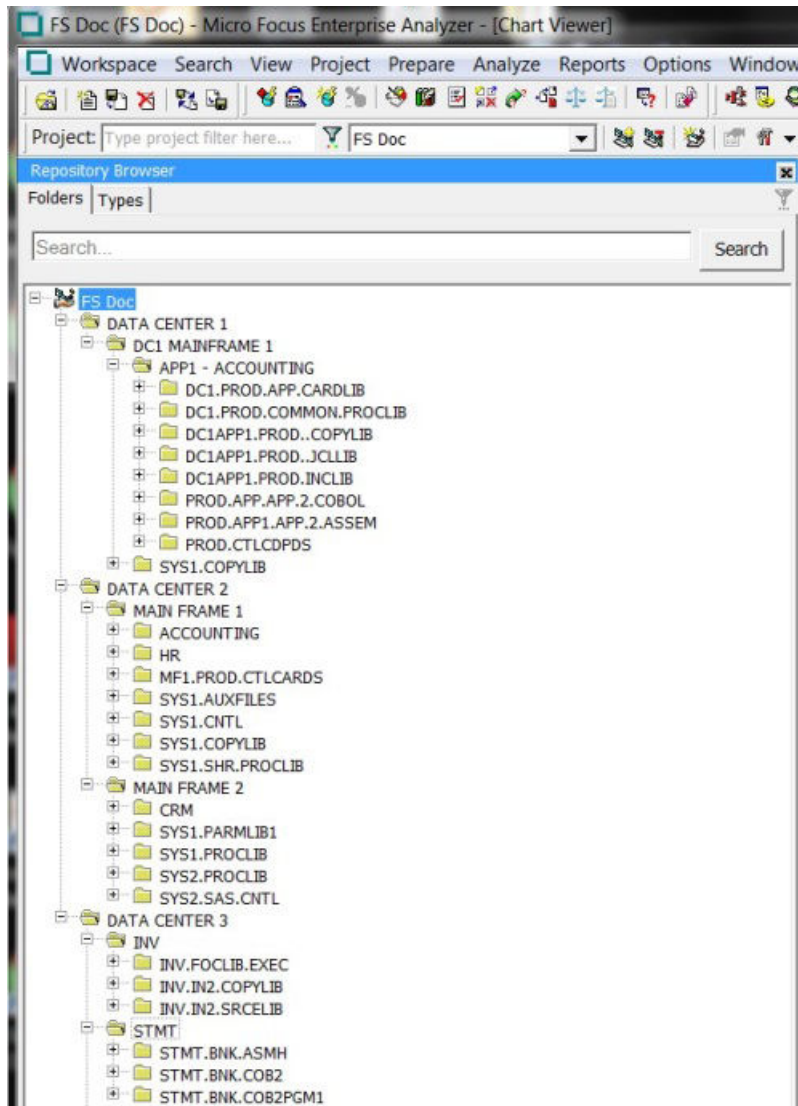 FS Doc (FS Doc) - Micro Focus Enterprise Analyzer - [Chart Viewer]
Workspace Search View Project Prepare Analyze Reports Options Window
Project: Type project filter here... FS Doc
Repository Browser
Folders Types
Search... Search
FS Doc
DATA CENTER 1
DC1 MAINFRAME 1
APP1 - ACCOUNTING
DC1.PROD.APP.CARDLIB
DC1.PROD.COMMON.PROCLIB
DC1APP1.PROD..COPYLIB
DC1APP1.PROD..JCLLIB
DC1APP1.PROD.INCLIB
PROD.APP.APP.2.COBOL
PROD.APP1.APP.2.ASSEM
PROD.CTLCDPDS
SYS1.COPYLIB
DATA CENTER 2
MAIN FRAME 1
ACCOUNTING
HR
MF1.PROD.CTLCARDS
SYS1.AUXFILES
SYS1.CNTL
SYS1.COPYLIB
SYS1.SHR.PROCLIB
MAIN FRAME 2
CRM
SYS1.PARMLIB1
SYS1.PROCLIB
SYS2.PROCLIB
SYS2.SAS.CNTL
DATA CENTER 3
INV
INV.FOCLIB.EXEC
INV.IN2.COPYLIB
INV.IN2.SRCELIB
STMT
STMT.BNK.ASMH
STMT.BNK.COB2
STMT.BNK.COB2PGM1